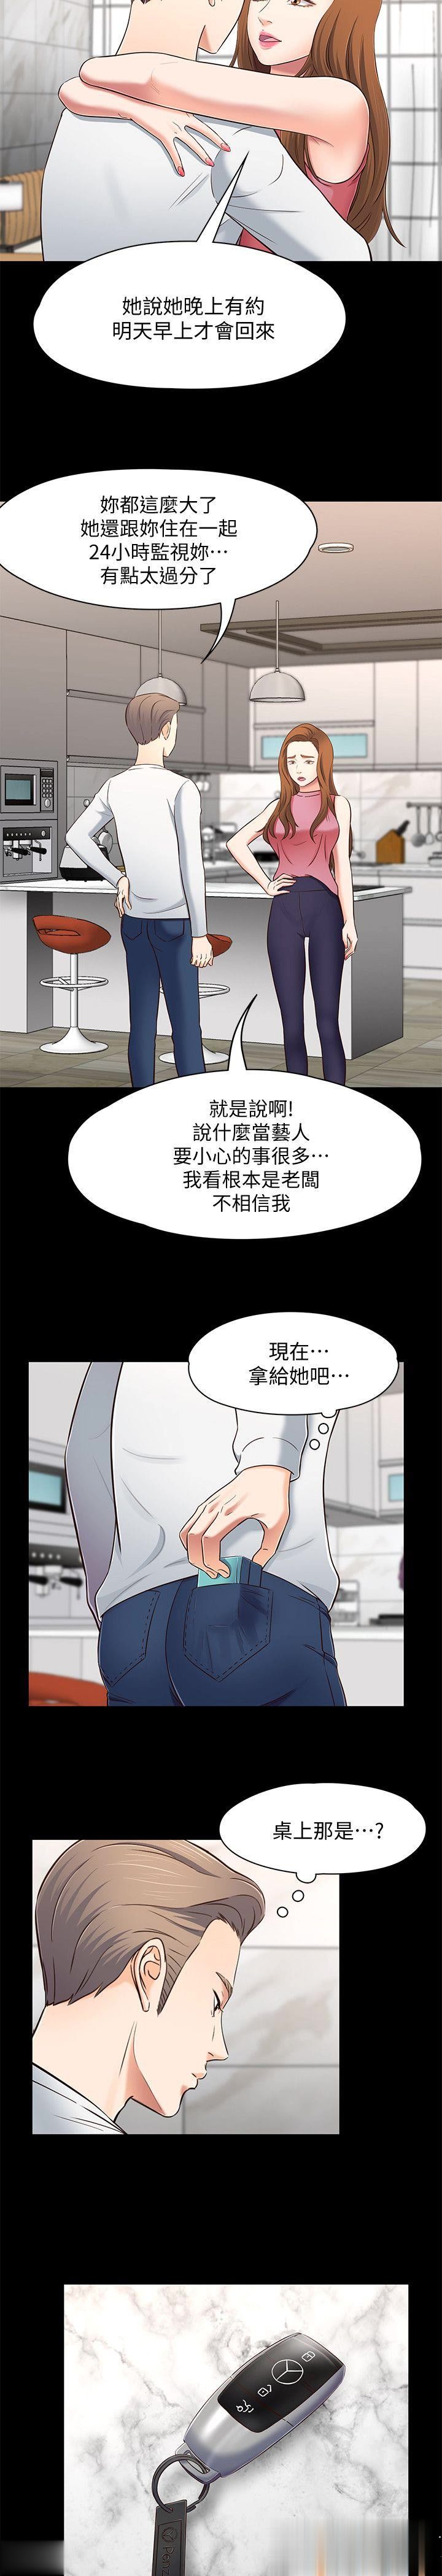 她說她晚上有約
明天早上才會回來
妳都這麼大了
她還跟妳住在一起
24小時監視妳⋯
有點太過分了
就是說啊!
說什麼當藝人
要小心的事很多⋯
我看根本是老闆
不相信我
現在⋯
拿給她吧⋯
桌上那是⋯?